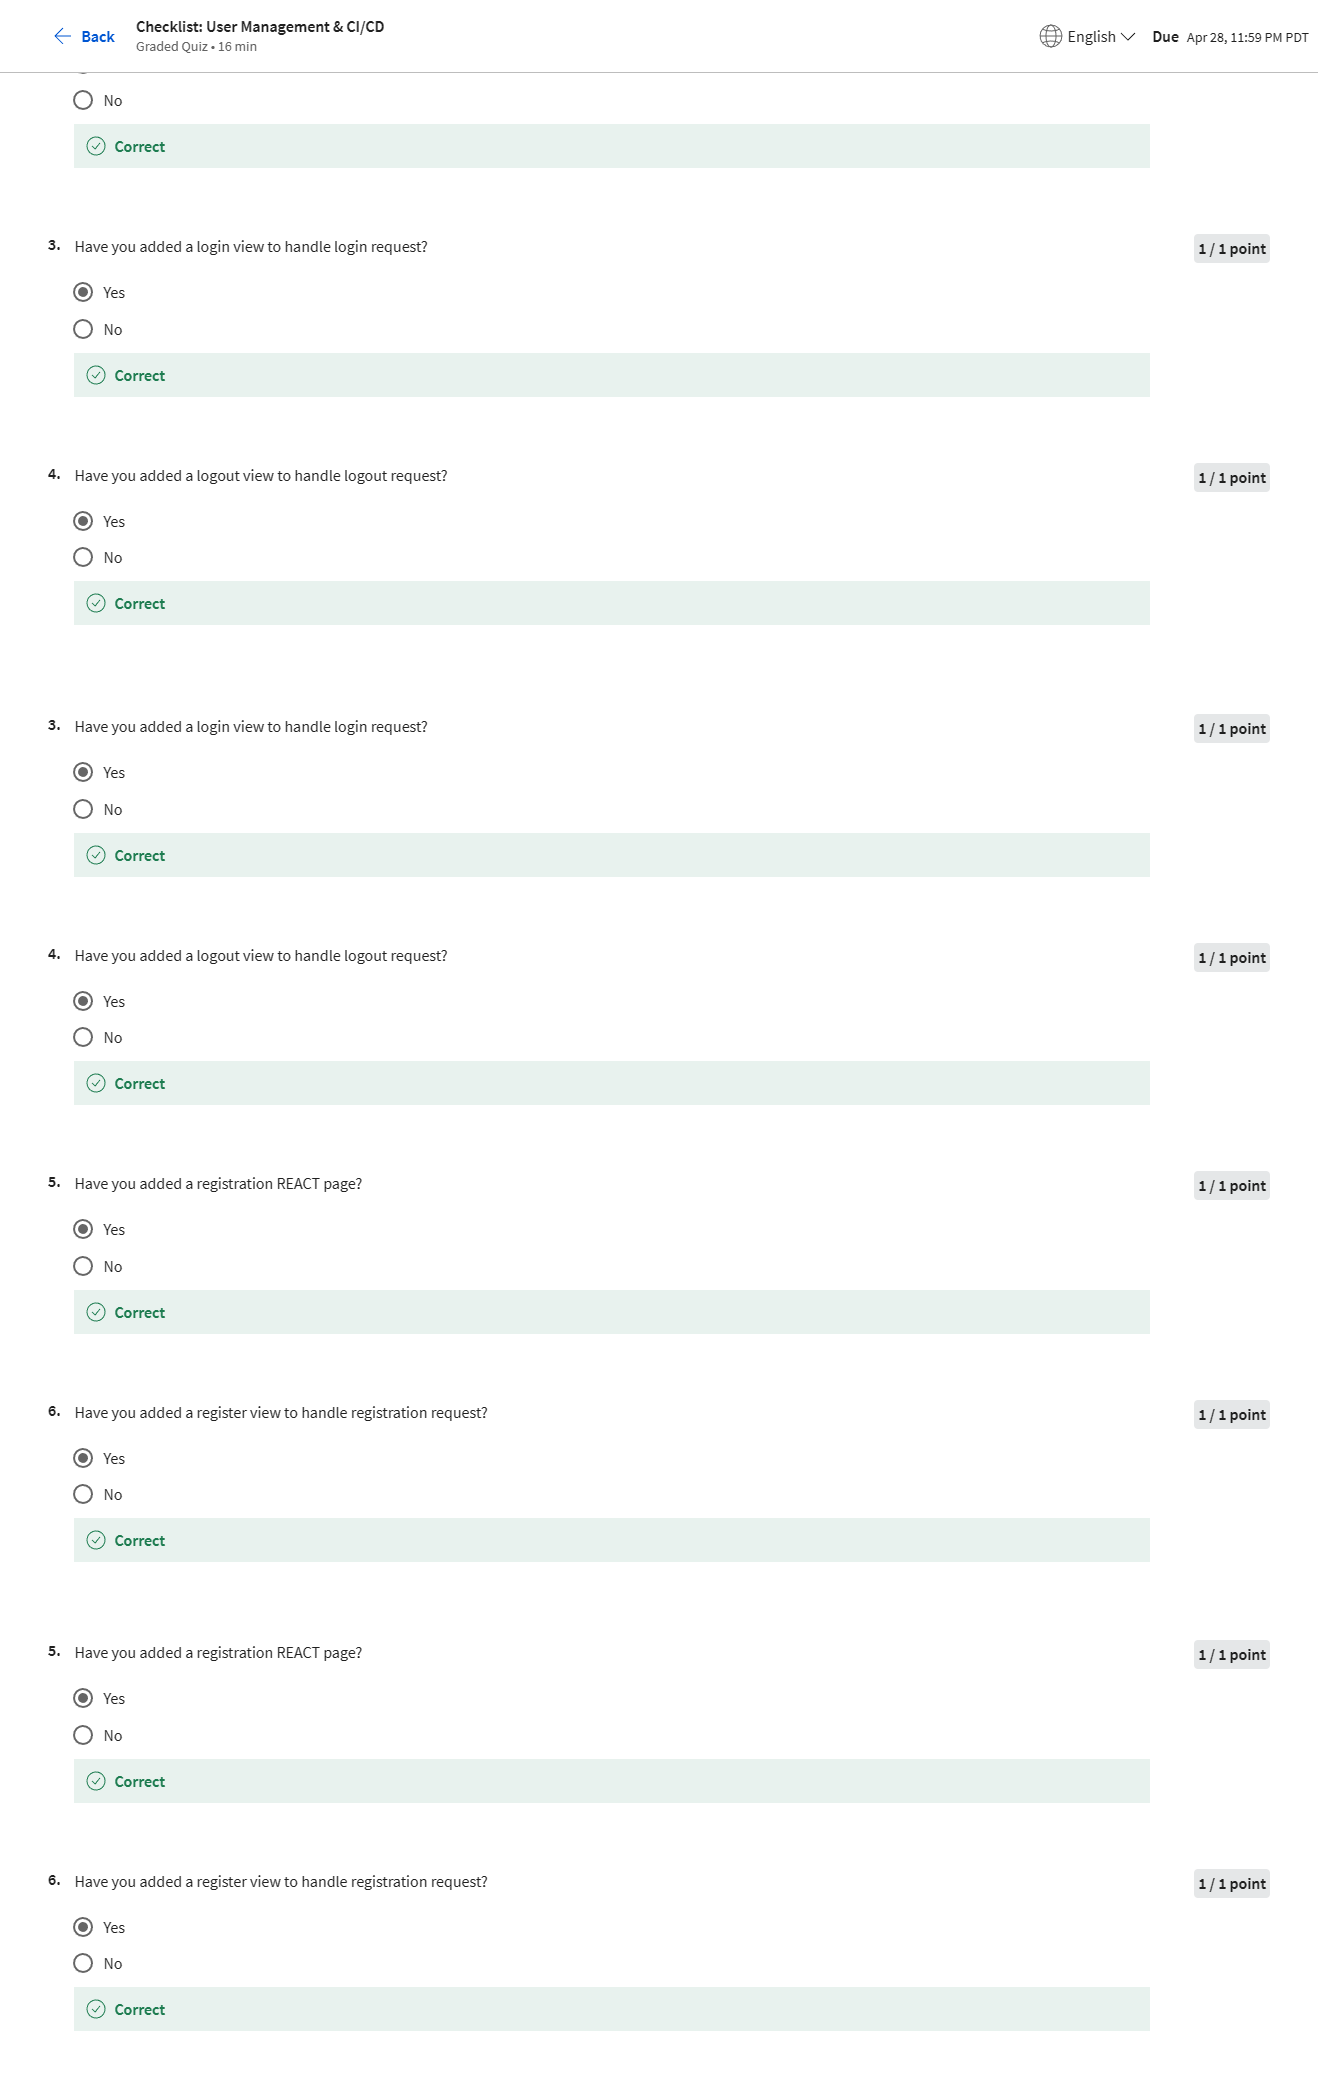 Back
Checklist: User Management & CI/CD
Graded Quiz • 16 min
English
Due Apr 28, 11:59 PM PDT
No
Correct
3. Have you added a login view to handle login request?
1 / 1 point
Yes
No
Correct
4. Have you added a logout view to handle logout request?
1 / 1 point
Yes
No
Correct
3. Have you added a login view to handle login request?
1 / 1 point
Yes
No
Correct
4. Have you added a logout view to handle logout request?
1 / 1 point
Yes
No
Correct
5. Have you added a registration REACT page?
1 / 1 point
Yes
No
Correct
6. Have you added a register view to handle registration request?
1 / 1 point
Yes
No
Correct
5. Have you added a registration REACT page?
1 / 1 point
Yes
No
Correct
6. Have you added a register view to handle registration request?
1 / 1 point
Yes
No
Correct